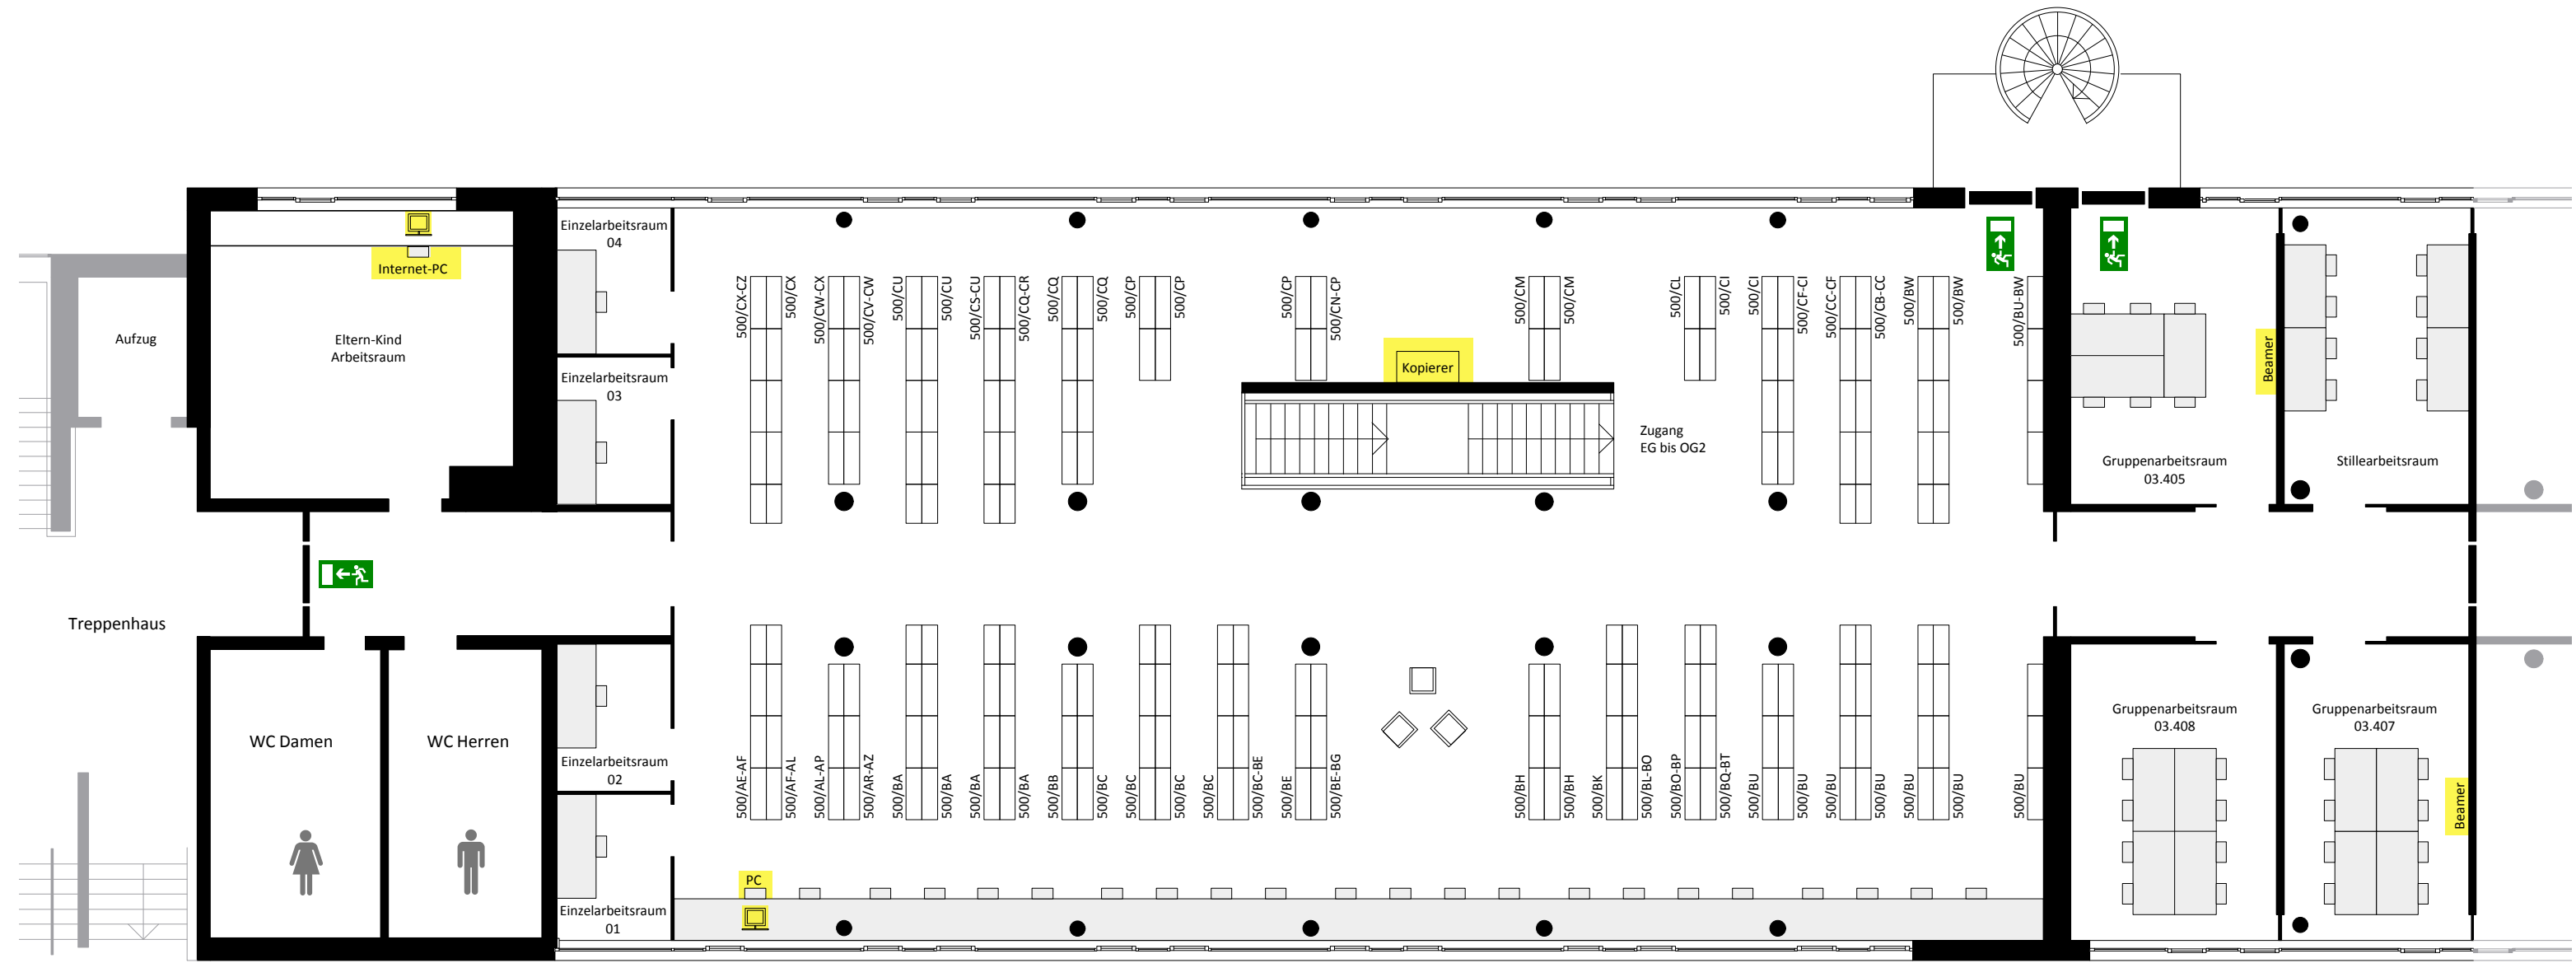 Einzelarbeitsraum
04
Internet-PC
Aufzug
Eltern-Kind
Arbeitsraum
Einzelarbeitsraum
03
500/CX-CZ
500/CX
500/CW-CX
500/CV-CW
500/CU
500/CU
500/CS-CU
500/CQ-CR
500/CQ
500/CQ
500/CP
500/CP
500/CP
500/CN-CP
500/CM
500/CM
500/CL
500/CI
500/CI
500/CF-CI
500/CC-CF
500/CB-CC
500/BW
500/BW
500/BU-BW
Kopierer
Beamer
Zugang
EG bis OG2
Gruppenarbeitsraum
03.405
Stillearbeitsraum
Treppenhaus
WC Damen
WC Herren
Einzelarbeitsraum
02
500/AE-AF
500/AF-AL
500/AL-AP
500/AR-AZ
500/BA
500/BA
500/BA
500/BA
500/BB
500/BC
500/BC
500/BC
500/BC
500/BC-BE
500/BE
500/BE-BG
500/BH
500/BH
500/BK
500/BL-BO
500/BO-BP
500/BQ-BT
500/BU
500/BU
500/BU
500/BU
500/BU
500/BU
500/BU
Gruppenarbeitsraum
03.408
Gruppenarbeitsraum
03.407
Beamer
PC
Einzelarbeitsraum
01